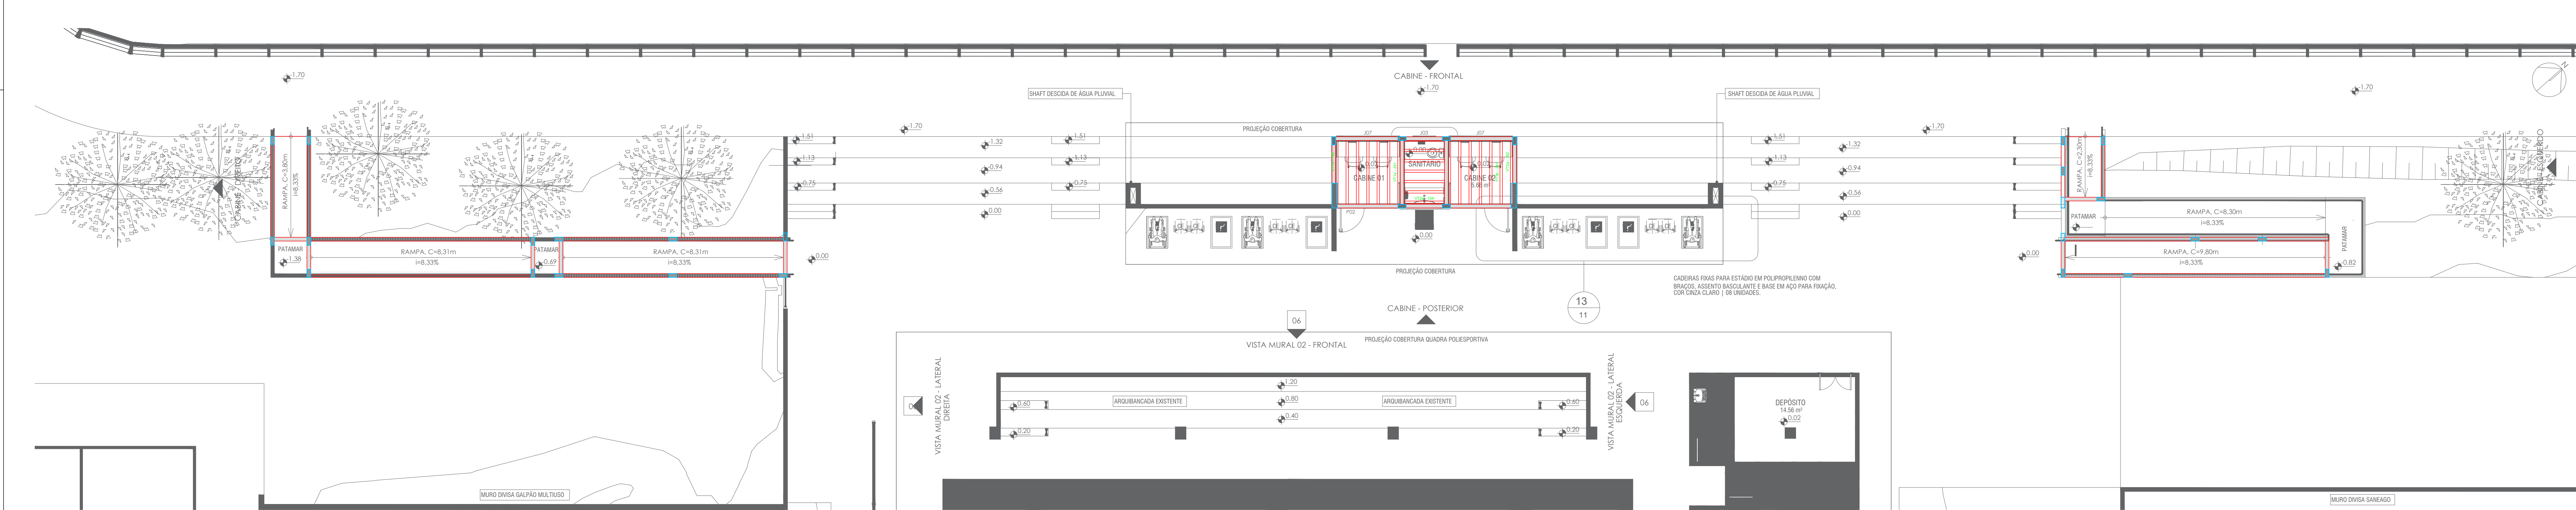 1.70
CABINE - FRONTAL
1.70
1.70
N
SHAFT DESCIDA DE ÁGUA PLUVIAL
SHAFT DESCIDA DE ÁGUA PLUVIAL
PROJEÇÃO COBERTURA
1.70
1.70
J07
J03
J07
1.51
1.32
1.51
1.51
1.32
1.13
1.13
1.13
0.94
0.94
0.75
0.75
0.75
0.56
0.56
0.00
0.00
SANITÁRIO
CABINE 01
CABINE 02
5.66 m²
P02
0.00
RAMPA, C=3,80m
i=8,33%
PATAMAR
1.38
RAMPA, C=8,31m
i=8,33%
PATAMAR
0.69
RAMPA, C=8,31m
i=8,33%
0.00
RAMPA, C=2,30m
i=8,33%
PATAMAR
RAMPA, C=8,30m
i=8,33%
RAMPA, C=9,80m
i=8,33%
PATAMAR
0.82
0.00
PROJEÇÃO COBERTURA
CADEIRAS FIXAS PARA ESTÁDIO EM POLIPROPILENNO COM
BRAÇOS, ASSENTO BASCULANTE E BASE EM AÇO PARA FIXAÇÃO,
COR CINZA CLARO | 08 UNIDADES.
13
11
CABINE - POSTERIOR
06
VISTA MURAL 02 - FRONTAL
PROJEÇÃO COBERTURA QUADRA POLIESPORTIVA
VISTA MURAL 02 - LATERAL
DIREITA
VISTA MURAL 02 - LATERAL
ESQUERDA
06
1.20
0.80
0.40
0.60
0.60
0.20
0.20
ARQUIBANCADA EXISTENTE
ARQUIBANCADA EXISTENTE
DEPÓSITO
14.56 m²
0.02
MURO DIVISA GALPÃO MULTIUSO
MURO DIVISA SANEAGO